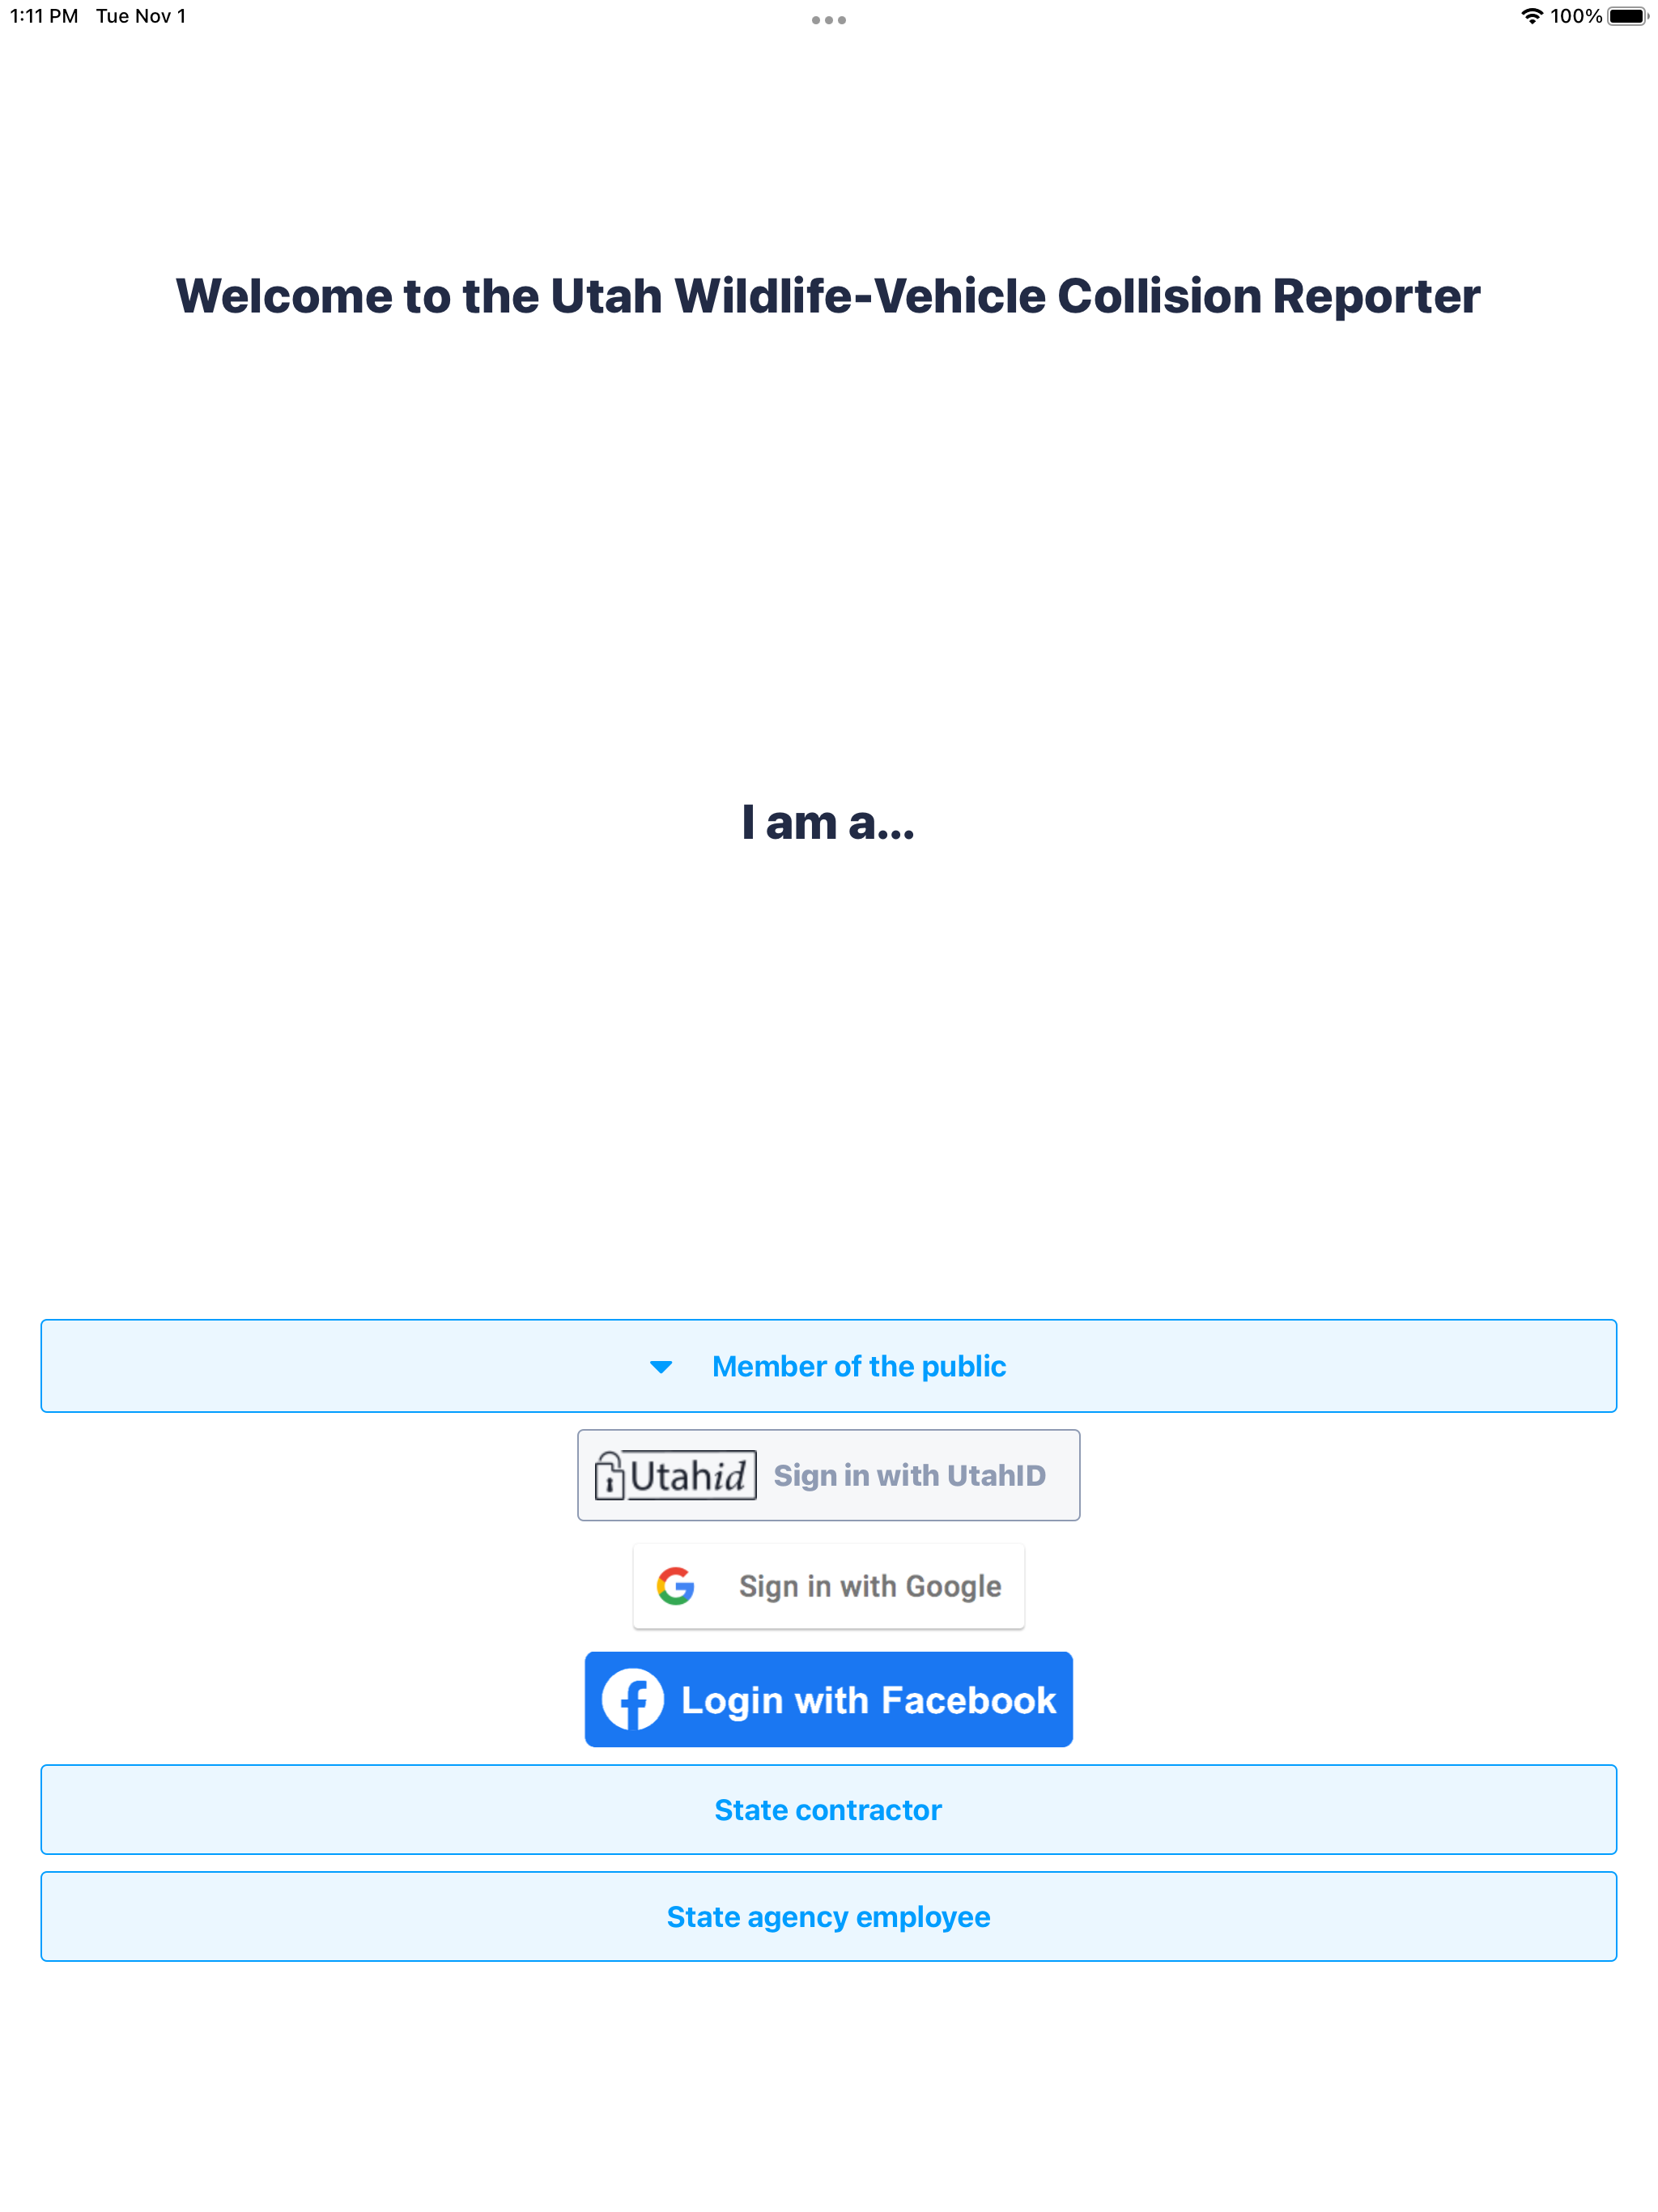 1:11 PM Tue Nov 1
100%
Welcome to the Utah Wildlife-Vehicle Collision Reporter
I am a...
Member of the public
Utahid Sign in with UtahID
Sign in with Google
Login with Facebook
State contractor
State agency employee